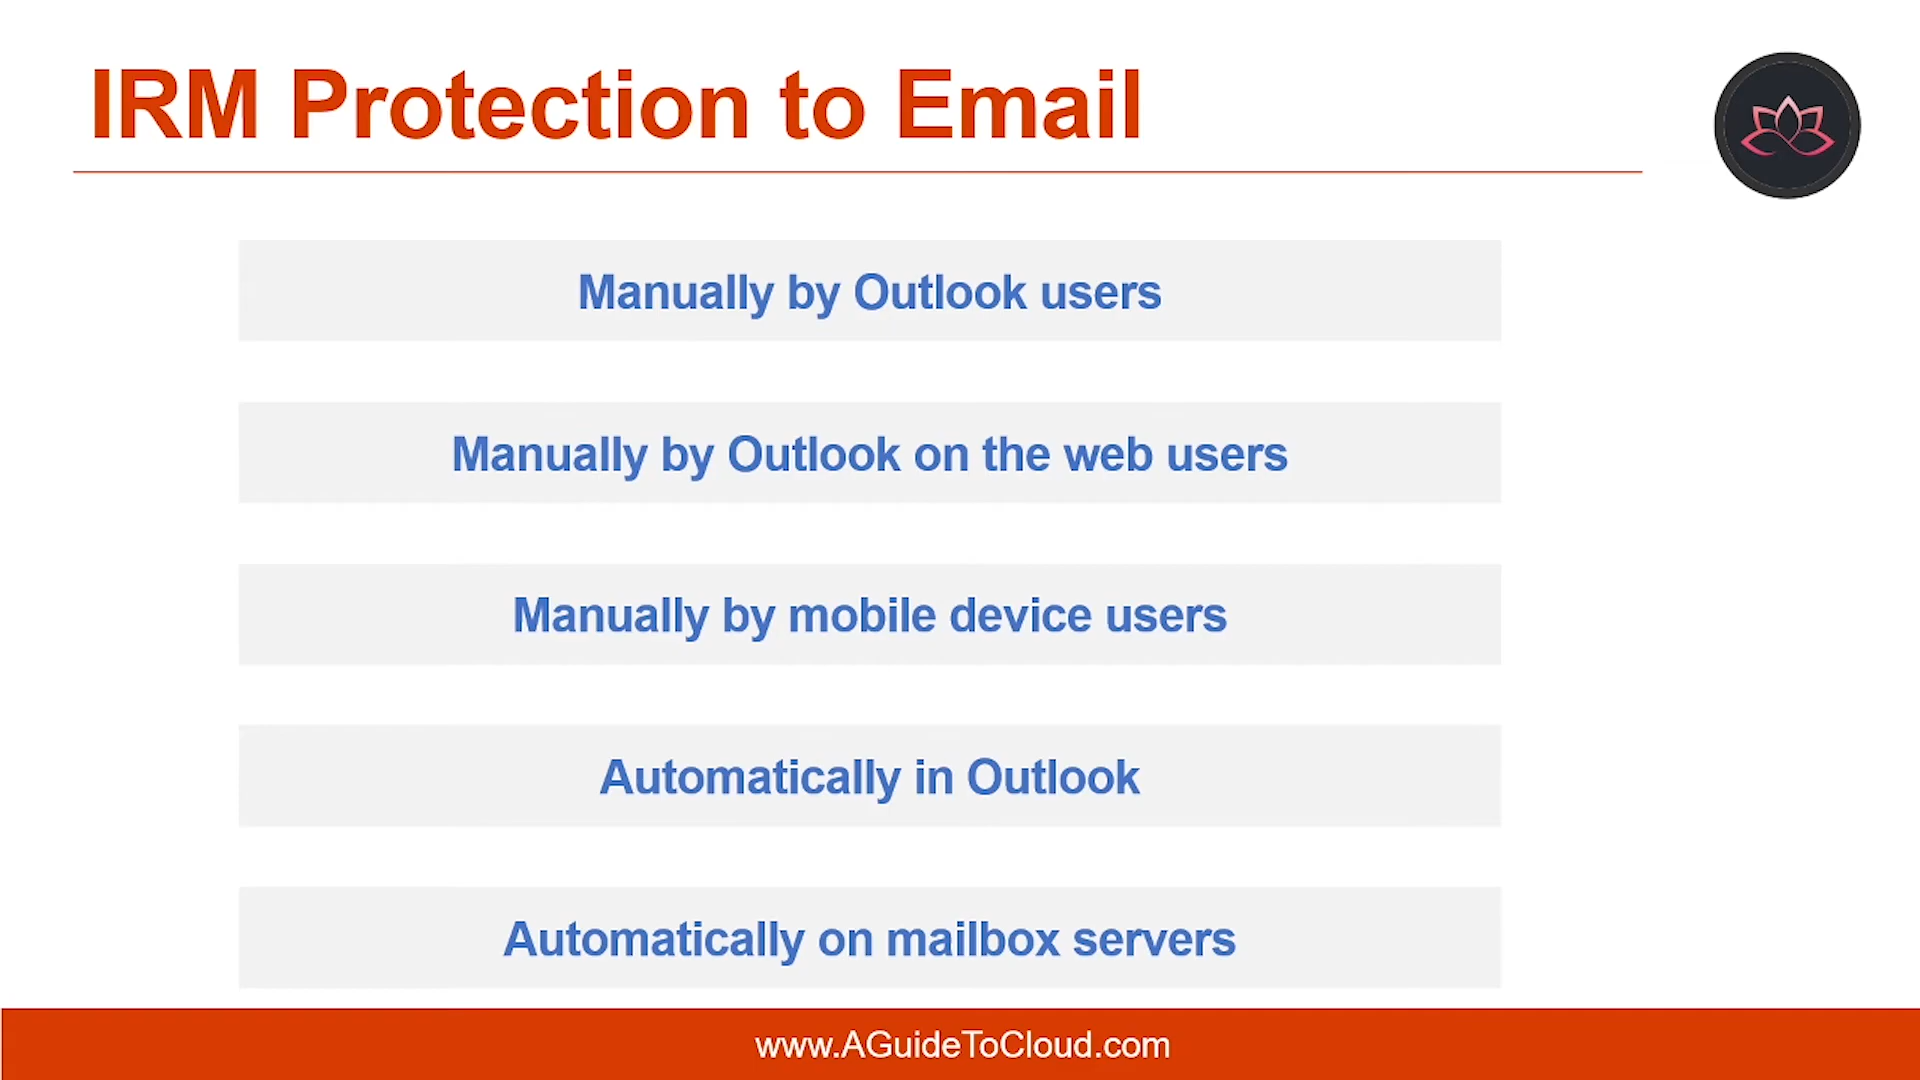 IRM Protection to Email
Manually by Outlook users
Manually by Outlook on the web users
Manually by mobile device users
Automatically in Outlook
Automatically on mailbox servers
www.AGuideToCloud.com